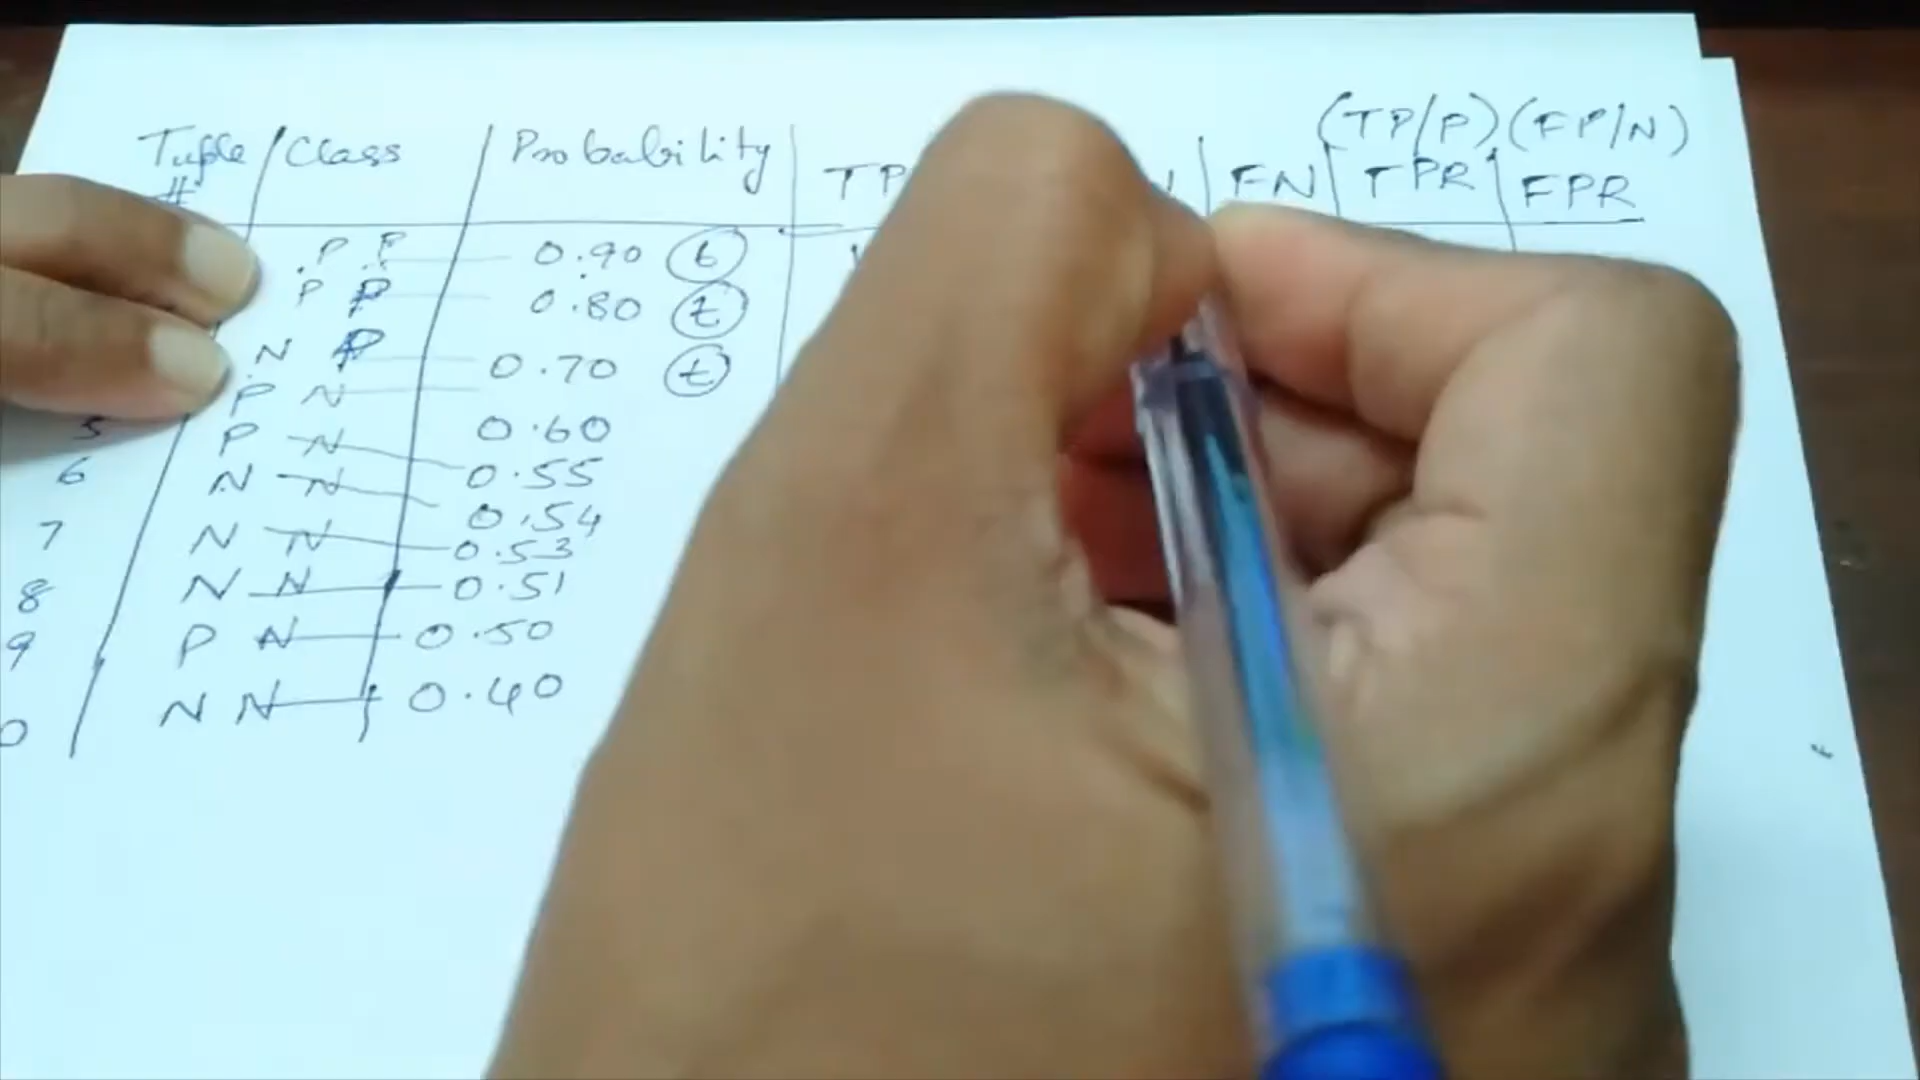 (TP/P) (FP/N)
Tuple Class Probability TP FN TPR FPR
#
P P 0.90 t
P P 0.80 t
N P 0.70 t
P N 0.60
5 P N 0.55
6 N N 0.54
7 N N 0.53
8 N N 0.51
9 P N 0.50
0 N N 0.40